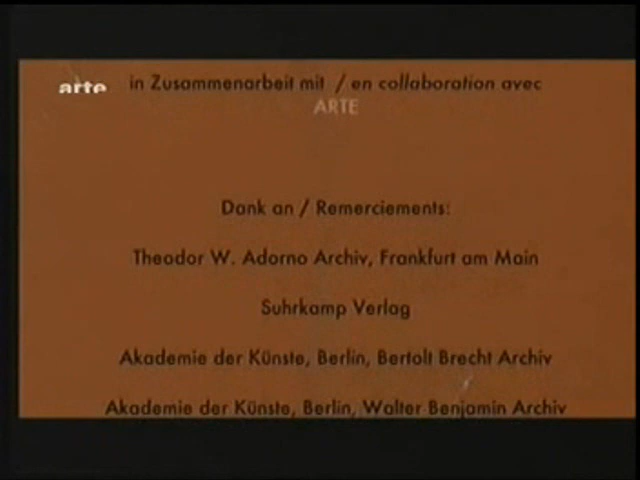 arte
in Zusammenarbeit mit / en collaboration avec
ARTE
Dank an / Remerciements:
Theodor W. Adorno Archiv, Frankfurt am Main
Suhrkamp Verlag
Akademie der Künste, Berlin, Bertolt Brecht Archiv
Akademie der Künste, Berlin, Walter Benjamin Archiv